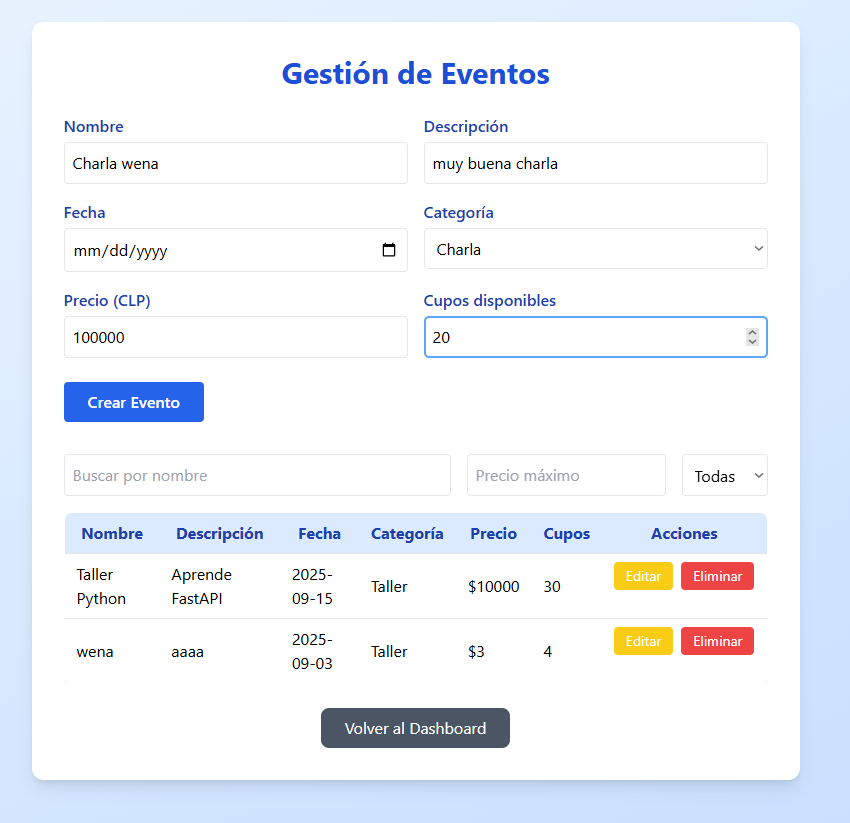 Gestión de Eventos
Nombre
Descripción
Charla wena
muy buena charla
Fecha
Categoría
mm/dd/yyyy
Charla
Precio (CLP)
Cupos disponibles
100000
20
Crear Evento
Buscar por nombre
Precio máximo
Todas
Nombre Descripción Fecha Categoría Precio Cupos Acciones
Taller
Python
Aprende
FastAPI
2025-
09-15
Taller
$10000
30
Editar
Eliminar
wena
aaaa
2025-
09-03
Taller
$3
4
Editar
Eliminar
Volver al Dashboard